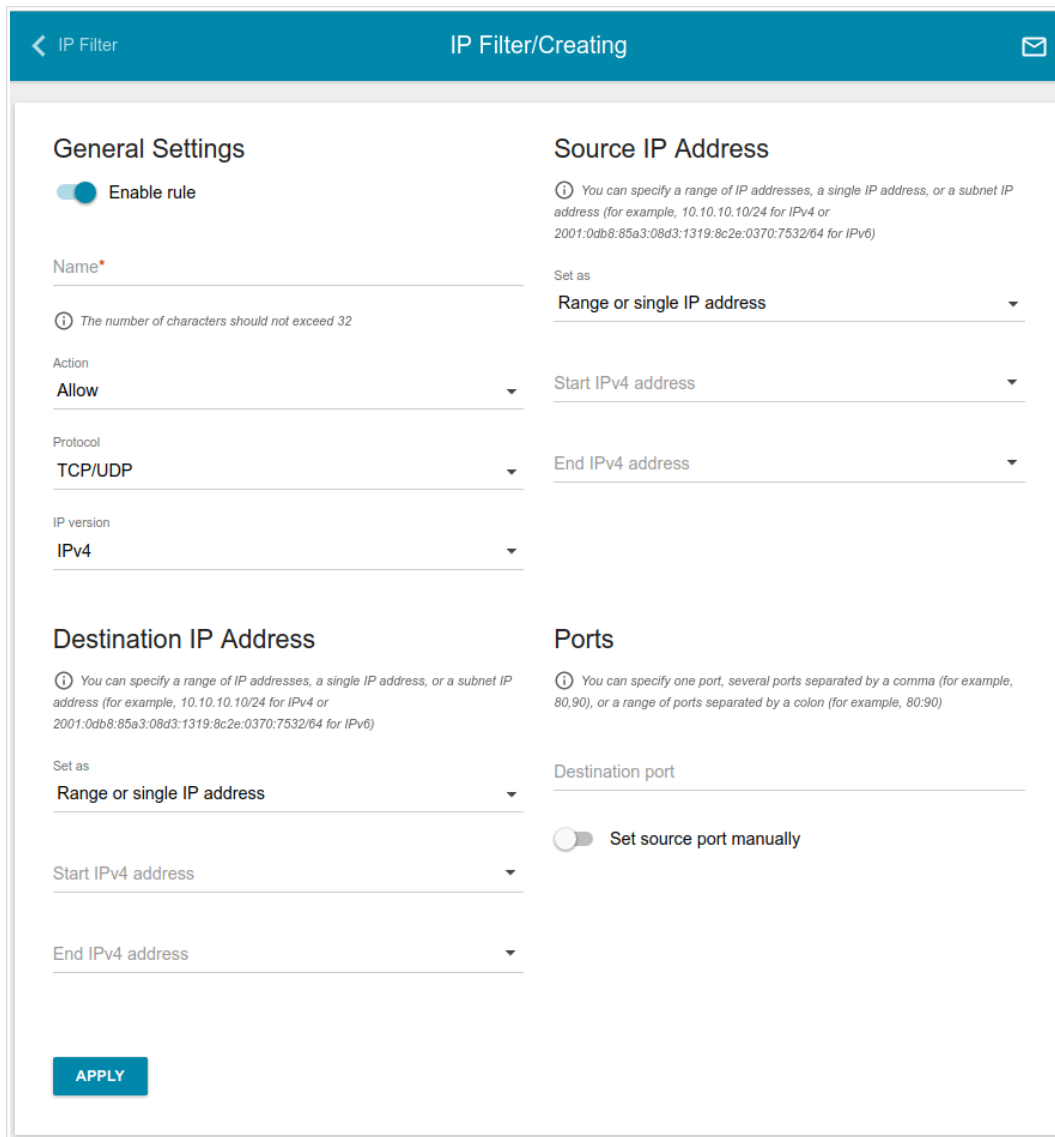 IP Filter
IP Filter/Creating
General Settings
Enable rule
Name*
The number of characters should not exceed 32
Action
Allow
Protocol
TCP/UDP
IP version
IPv4
Source IP Address
You can specify a range of IP addresses, a single IP address, or a subnet IP
address (for example, 10.10.10.10/24 for IPv4 or
2001:0db8:85a3:08d3:1319:8c2e:0370:7532/64 for IPv6)
Set as
Range or single IP address
Start IPv4 address
End IPv4 address
Destination IP Address
You can specify a range of IP addresses, a single IP address, or a subnet IP
address (for example, 10.10.10.10/24 for IPv4 or
2001:0db8:85a3:08d3:1319:8c2e:0370:7532/64 for IPv6)
Set as
Range or single IP address
Start IPv4 address
End IPv4 address
Ports
You can specify one port, several ports separated by a comma (for example,
80,90), or a range of ports separated by a colon (for example, 80:90)
Destination port
Set source port manually
APPLY